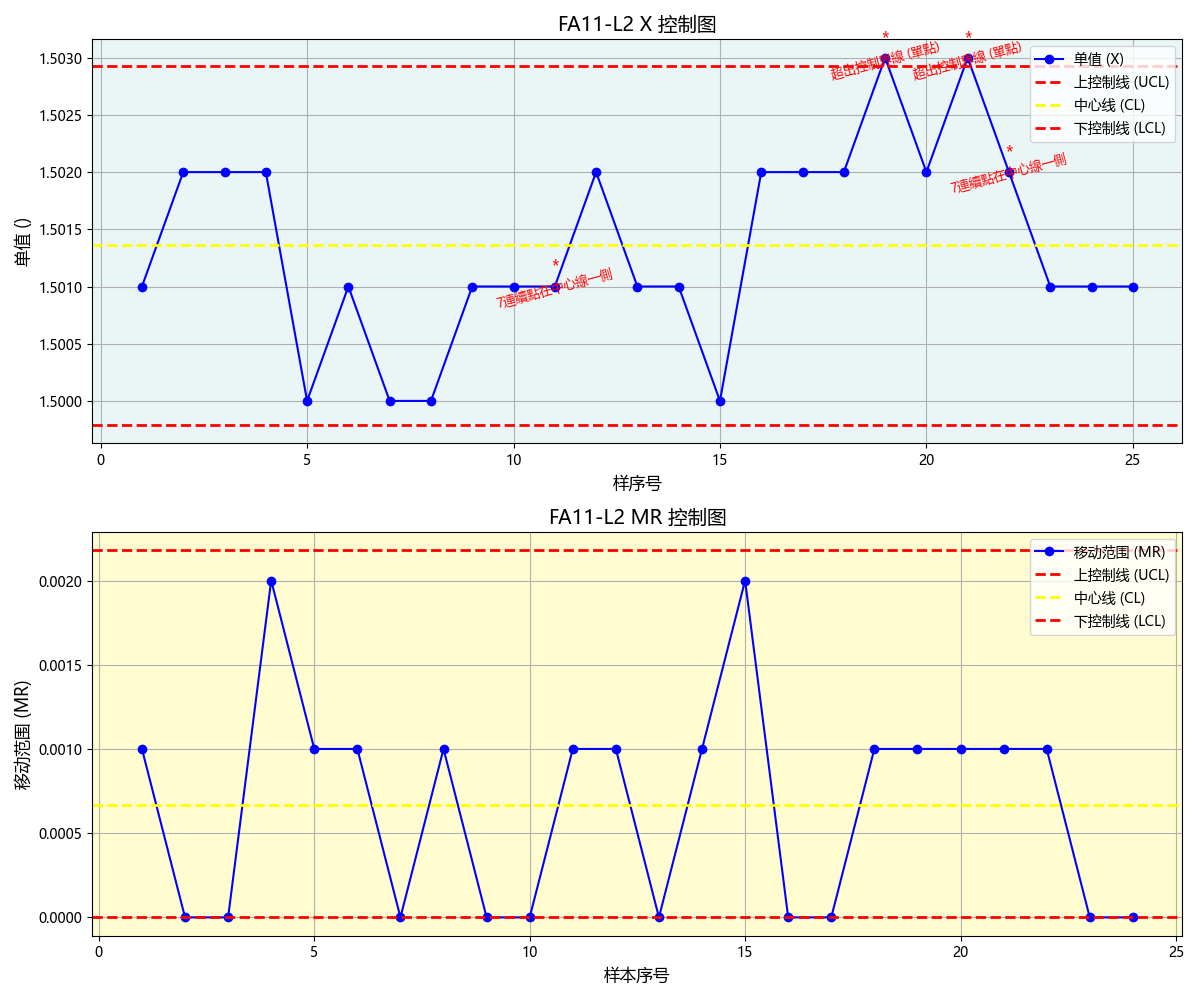 FA11-L2 X 控制图
*
*
超出控制界線 (單點)
超出控制界線 (單點)
单值 (X)
上控制线 (UCL)
中心线 (CL)
下控制线 (LCL)
*
7連續點在中心線一側
*
7連續點在中心線一側
单值 ()
1.5030
1.5025
1.5020
1.5015
1.5010
1.5005
1.5000
0
5
10
15
20
25
样序号
FA11-L2 MR 控制图
移动范围 (MR)
上控制线 (UCL)
中心线 (CL)
下控制线 (LCL)
移动范围 (MR)
0.0020
0.0015
0.0010
0.0005
0.0000
0
5
10
15
20
25
样本序号